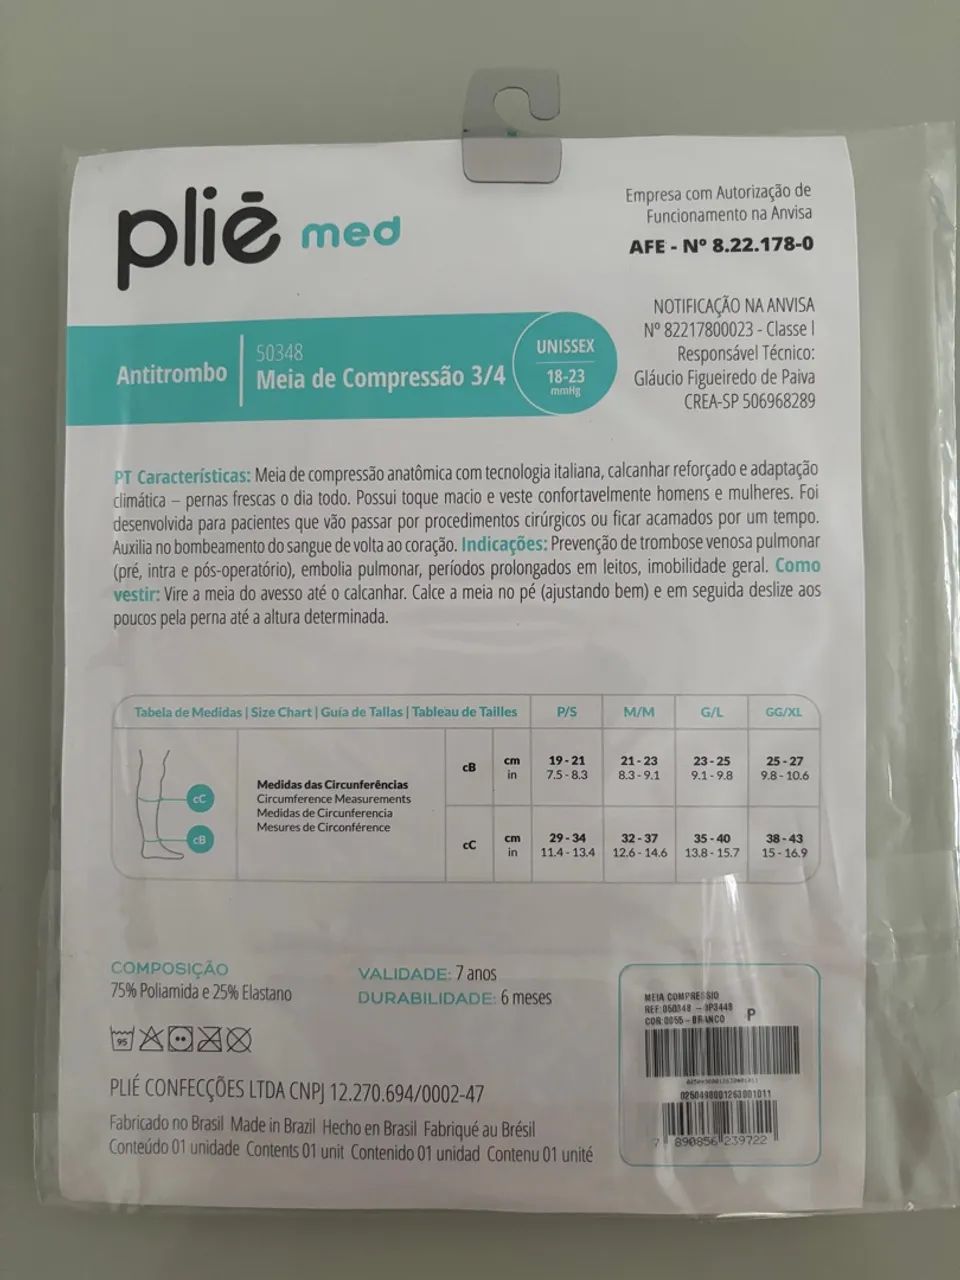 plié med
Empresa com Autorização de
Funcionamento na Anvisa
AFE - Nº 8.22.178-0
NOTIFICAÇÃO NA ANVISA
Nº 82217800023 - Classe I
Responsável Técnico:
Gláucio Figueiredo de Paiva
CREA-SP 506968289
Antitrombo
50348
Meia de Compressão 3/4
UNISSEX
18-23
mmHg
PT Características: Meia de compressão anatômica com tecnologia italiana, calcanhar reforçado e adaptação
climática – pernas frescas o dia todo. Possui toque macio e veste confortavelmente homens e mulheres. Foi
desenvolvida para pacientes que vão passar por procedimentos cirúrgicos ou ficar acamados por um tempo.
Auxilia no bombeamento do sangue de volta ao coração. Indicações: Prevenção de trombose venosa pulmonar
(pré, intra e pós-operatório), embolia pulmonar, períodos prolongados em leitos, imobilidade geral. Como
vestir: Vire a meia do avesso até o calcanhar. Calce a meia no pé (ajustando bem) e em seguida deslize aos
poucos pela perna até a altura determinada.
Tabela de Medidas | Size Chart | Guía de Tallas | Tableau de Tailles P/S M/M G/L GG/XL
cC
cB
Medidas das Circunferências
Circumference Measurements
Medidas de Circunferencia
Mesures de Circonférence
cB cm 19 - 21 21 - 23 23 - 25 25 - 27
in 7.5 - 8.3 8.3 - 9.1 9.1 - 9.8 9.8 - 10.6
cC cm 29 - 34 32 - 37 35 - 40 38 - 43
in 11.4 - 13.4 12.6 - 14.6 13.8 - 15.7 15 - 16.9
COMPOSIÇÃO
75% Poliamida e 25% Elastano
VALIDADE: 7 anos
DURABILIDADE: 6 meses
95
PLIÉ CONFECÇÕES LTDA CNPJ 12.270.694/0002-47
Fabricado no Brasil Made in Brazil Hecho en Brasil Fabriqué au Brésil
Conteúdo 01 unidade Contents 01 unit Contenido 01 unidad Contenu 01 unité
MEIA COMPRESSIO
REF:050348 - 3P3448
COR:0055 - BRANCO P
0250490001263001011
7 890856 239722